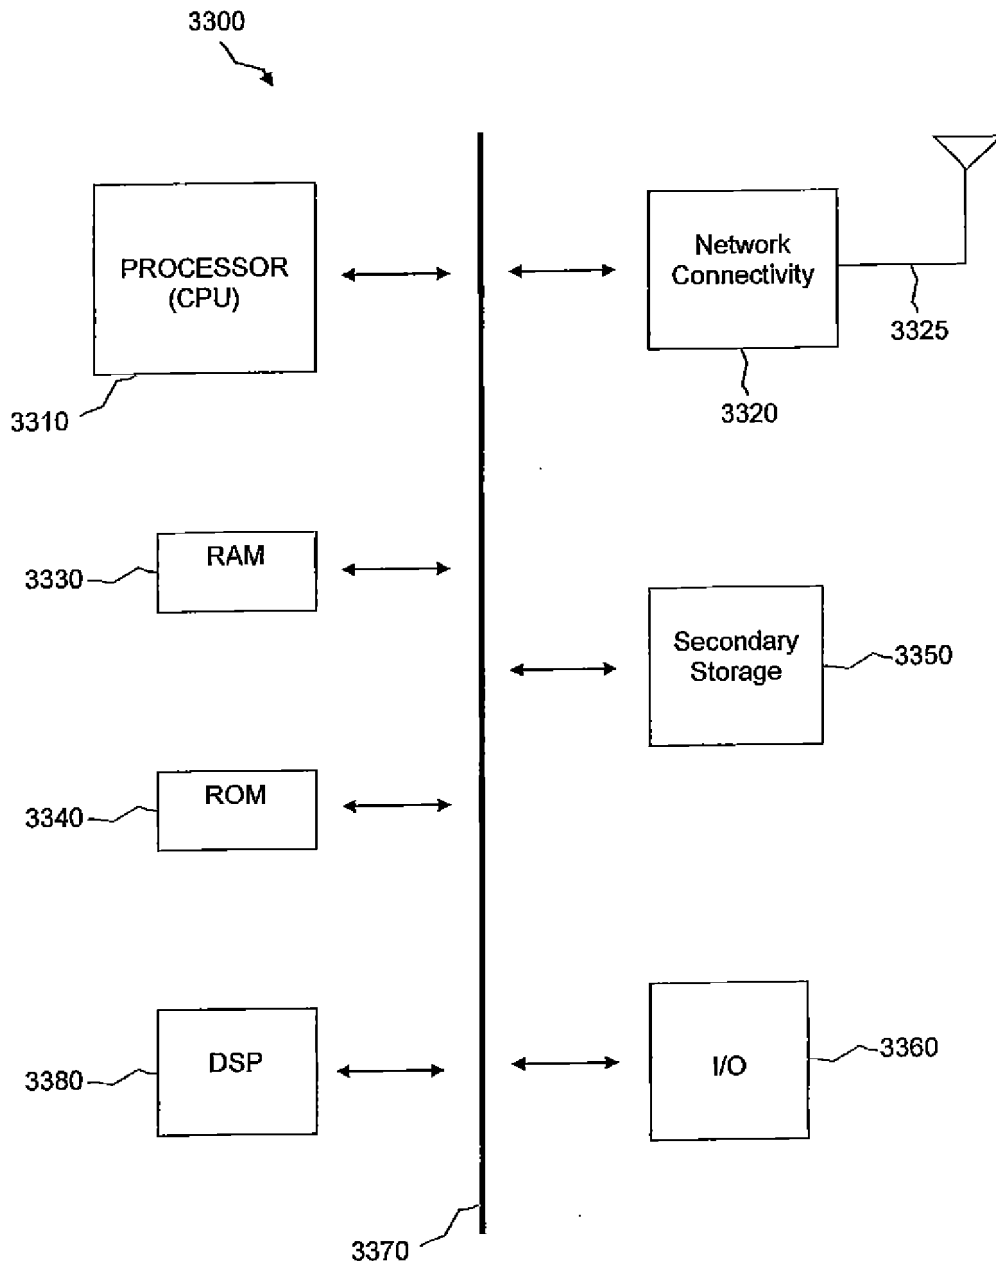 3300
PROCESSOR
(CPU)
3310
Network
Connectivity
3325
3320
RAM
3330
Secondary
Storage
3350
ROM
3340
DSP
3380
I/O
3360
3370